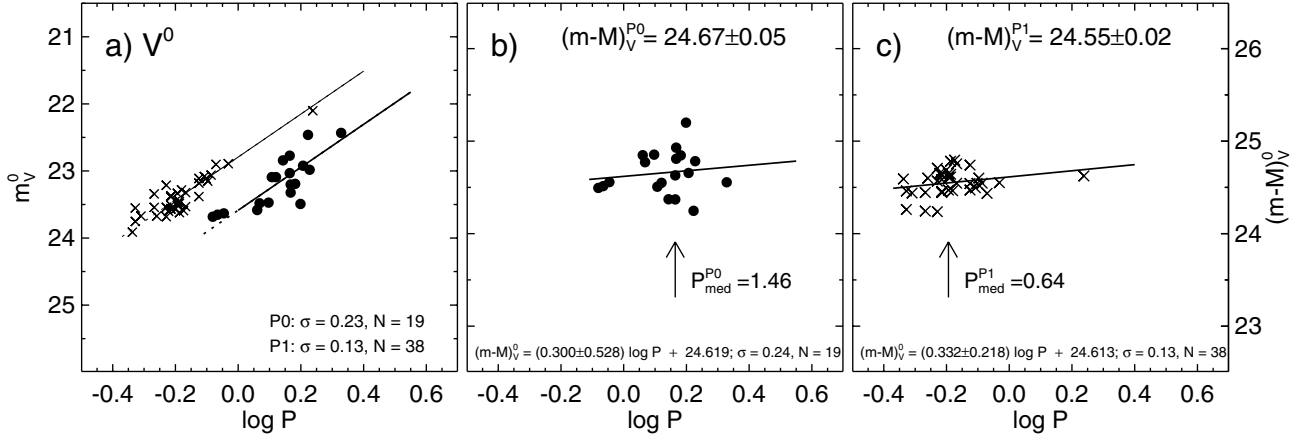 a) V⁰
P0: σ = 0.23, N = 19
P1: σ = 0.13, N = 38
21
22
23
24
25
m⁰_V
-0.4 -0.2 0.0 0.2 0.4 0.6
log P
b) (m-M)_V^P0 = 24.67±0.05
P_med^P0 =1.46
(m-M)_V^0 = (0.300±0.528) log P + 24.619; σ = 0.24, N = 19
-0.4 -0.2 0.0 0.2 0.4 0.6
log P
c) (m-M)_V^P1 = 24.55±0.02
P_med^P1 =0.64
(m-M)_V^0 = (0.332±0.218) log P + 24.613; σ = 0.13, N = 38
-0.4 -0.2 0.0 0.2 0.4 0.6
log P
26
25
24
23
(m-M)_V^0